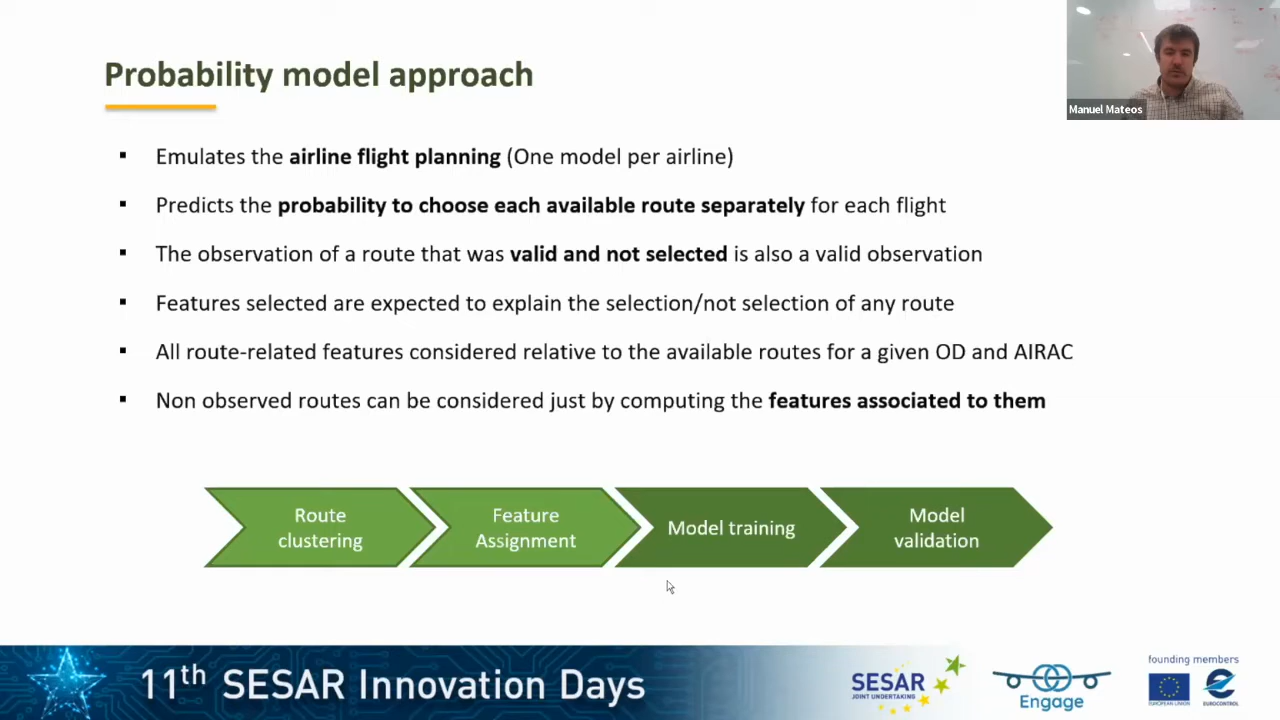 Probability model approach
Manuel Mateos
▪ Emulates the airline flight planning (One model per airline)
▪ Predicts the probability to choose each available route separately for each flight
▪ The observation of a route that was valid and not selected is also a valid observation
▪ Features selected are expected to explain the selection/not selection of any route
▪ All route-related features considered relative to the available routes for a given OD and AIRAC
▪ Non observed routes can be considered just by computing the features associated to them
Route
clustering
Feature
Assignment
Model training
Model
validation
11th SESAR Innovation Days
SESAR
JOINT UNDERTAKING
Engage
founding members
EUROPEAN UNION
EUROCONTROL